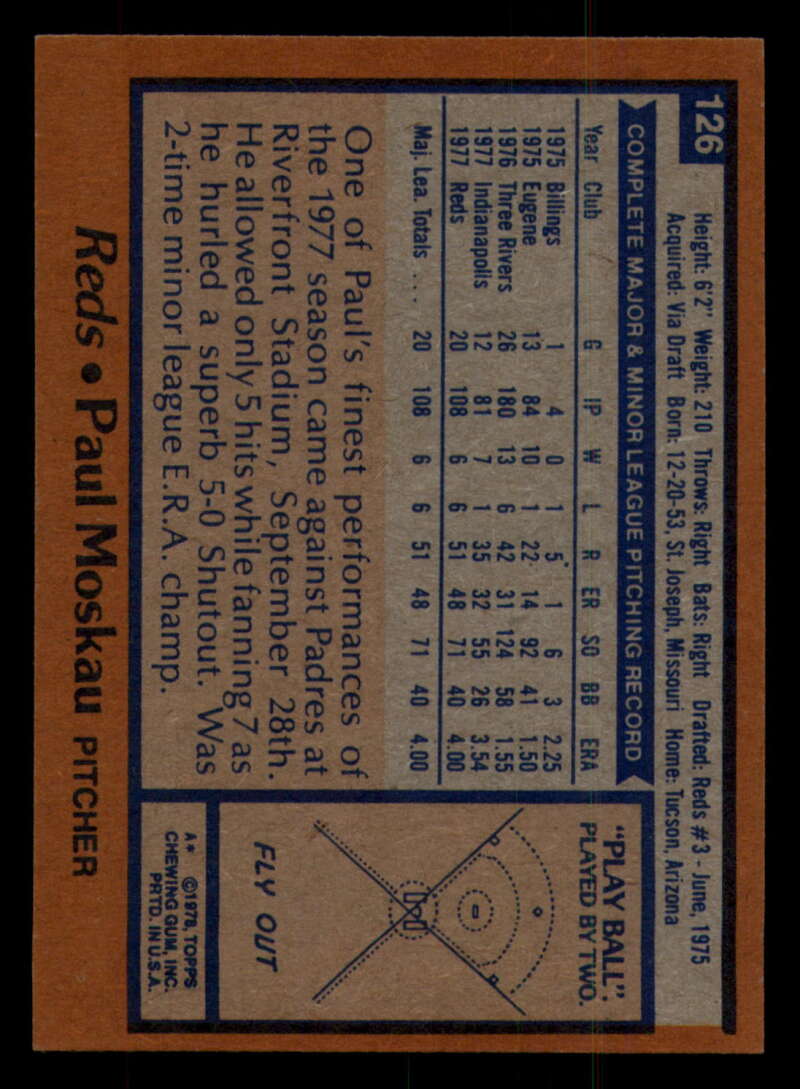 126
Height: 6'2" Weight: 210 Throws: Right Bats: Right Drafted: Reds #3 - June, 1975
Acquired: Via Draft Born: 12-20-53, St. Joseph, Missouri Home: Tucson, Arizona
COMPLETE MAJOR & MINOR LEAGUE PITCHING RECORD
Year Club G IP W L R ER SO BB ERA
1975 Billings 1 4 0 1 5 1 6 3 2.25
1975 Eugene 13 84 10 1 22 14 92 41 1.50
1976 Three Rivers 26 180 13 6 42 31 124 58 1.55
1977 Indianapolis 12 81 7 1 35 32 55 26 3.54
1977 Reds 20 108 6 6 51 48 71 40 4.00
Maj. Lea. Totals .... 20 108 6 6 51 48 71 40 4.00
One of Paul's finest performances of
the 1977 season came against Padres at
Riverfront Stadium, September 28th.
He allowed only 5 hits while fanning 7 as
he hurled a superb 5-0 Shutout. Was
2-time minor league E.R.A. champ.
"PLAY BALL":
PLAYED BY TWO.
FLY OUT
A* ©1978, TOPPS
CHEWING GUM, INC.
PRTD. IN U.S.A.
Reds • Paul Moskau PITCHER